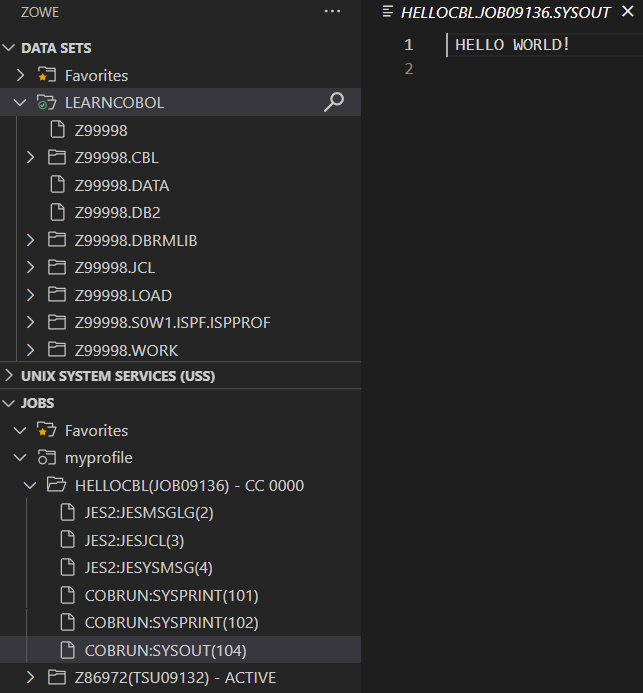 ZOWE
DATA SETS
Favorites
LEARNCOBOL
Z99998
Z99998.CBL
Z99998.DATA
Z99998.DB2
Z99998.DBRMLIB
Z99998.JCL
Z99998.LOAD
Z99998.S0W1.ISPF.ISPPROF
Z99998.WORK
UNIX SYSTEM SERVICES (USS)
JOBS
Favorites
myprofile
HELLOCBL(JOB09136) - CC 0000
JES2:JESMSGLG(2)
JES2:JESJCL(3)
JES2:JESYSMSG(4)
COBRUN:SYSPRINT(101)
COBRUN:SYSPRINT(102)
COBRUN:SYSOUT(104)
Z86972(TSU09132) - ACTIVE
HELLOCBL.JOB09136.SYSOUT
1 HELLO WORLD!
2